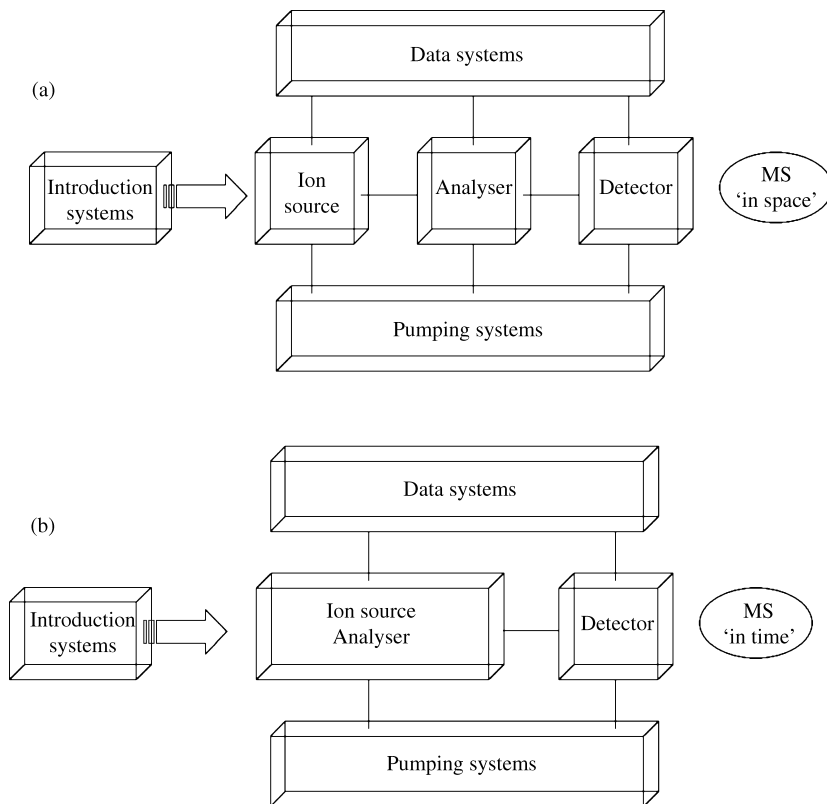 Data systems
(a)
Introduction
systems
Ion
source
Analyser
Detector
MS
‘in space’
Pumping systems
Data systems
(b)
Introduction
systems
Ion source
Analyser
Detector
MS
‘in time’
Pumping systems